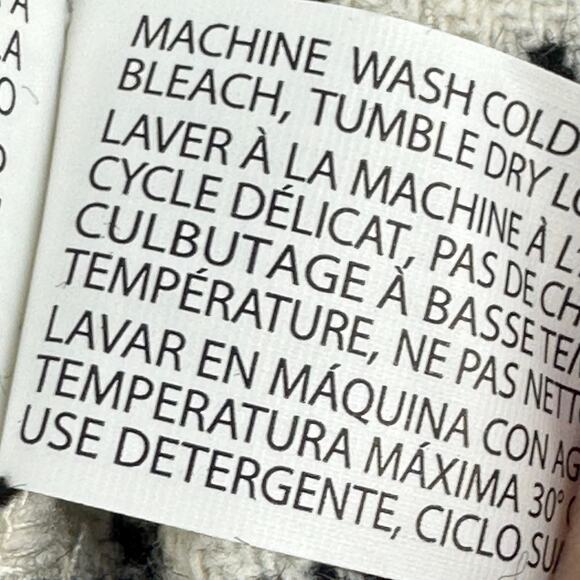 MACHINE WASH COLD
BLEACH, TUMBLE DRY
LAVER À LA MACHINE À
CYCLE DÉLICAT, PAS DE
CULBUTAGE À BASSE
TEMPÉRATURE, NE PAS
LAVAR EN MÁQUINA CON
TEMPERATURA MÁXIMA 30°
USE DETERGENTE, CICLO